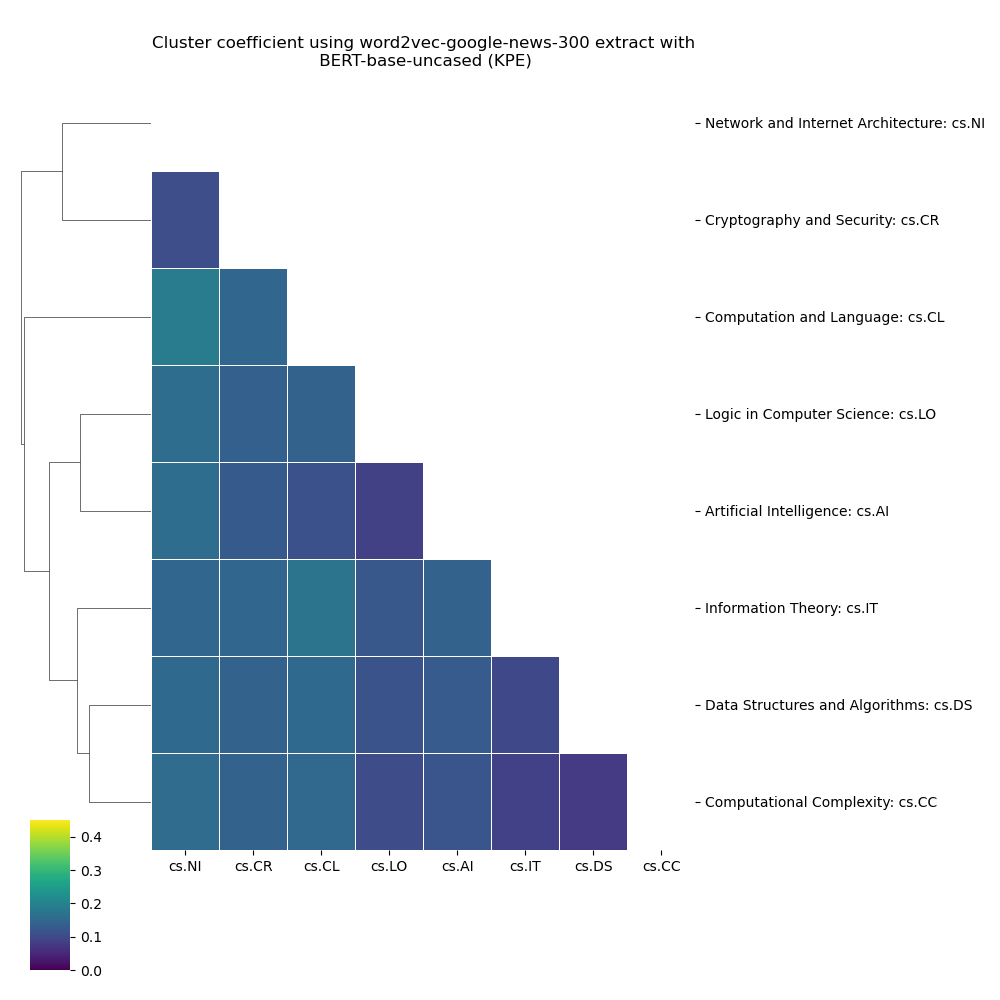 Cluster coefficient using word2vec-google-news-300 extract with
BERT-base-uncased (KPE)
Network and Internet Architecture: cs.NI
Cryptography and Security: cs.CR
Computation and Language: cs.CL
Logic in Computer Science: cs.LO
Artificial Intelligence: cs.AI
Information Theory: cs.IT
Data Structures and Algorithms: cs.DS
Computational Complexity: cs.CC
cs.NI cs.CR cs.CL cs.LO cs.AI cs.IT cs.DS cs.CC
0.4
0.3
0.2
0.1
0.0